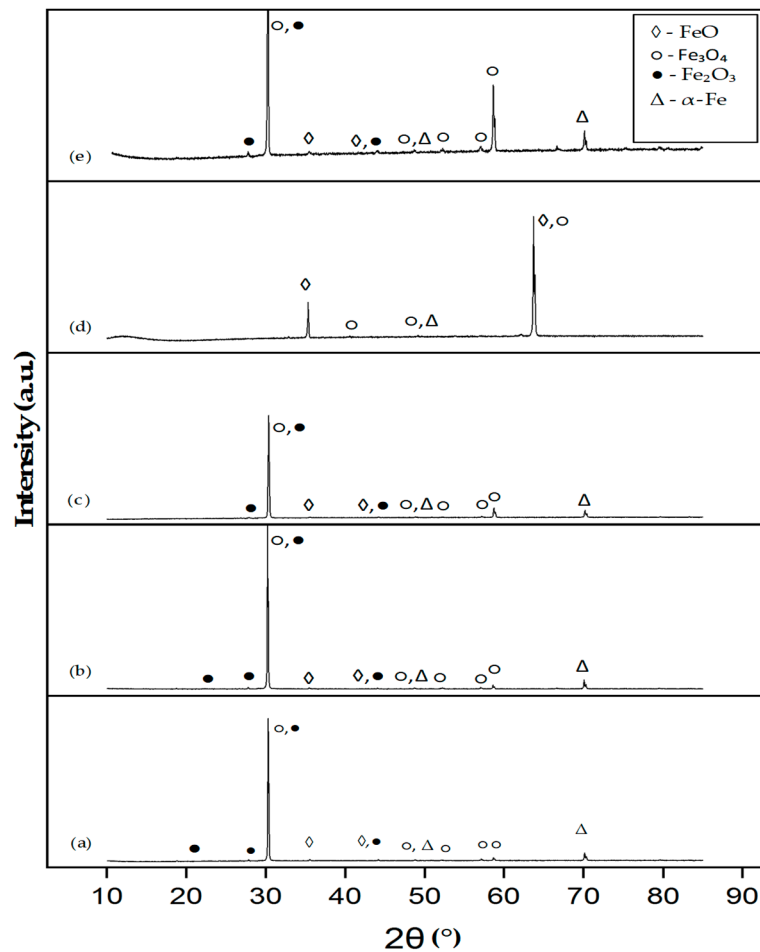 ◊ - FeO
○ - Fe₃O₄
● - Fe₂O₃
Δ - α-Fe
○,● ○ Δ
● ◊ ◊,● ○,Δ ○ ○
(e)
◊,○
◊
○ ○,Δ
(d)
○,●
● ◊ ◊,● ○,Δ ○ ○ ○ Δ
(c)
○,●
● ● ◊ ◊,● ○,Δ ○ ○ ○ Δ
(b)
○,●
● ● ◊ ◊,● ○,Δ ○ ○ ○ Δ
(a)
Intensity (a.u.)
10 20 30 40 50 60 70 80 90
2θ (°)